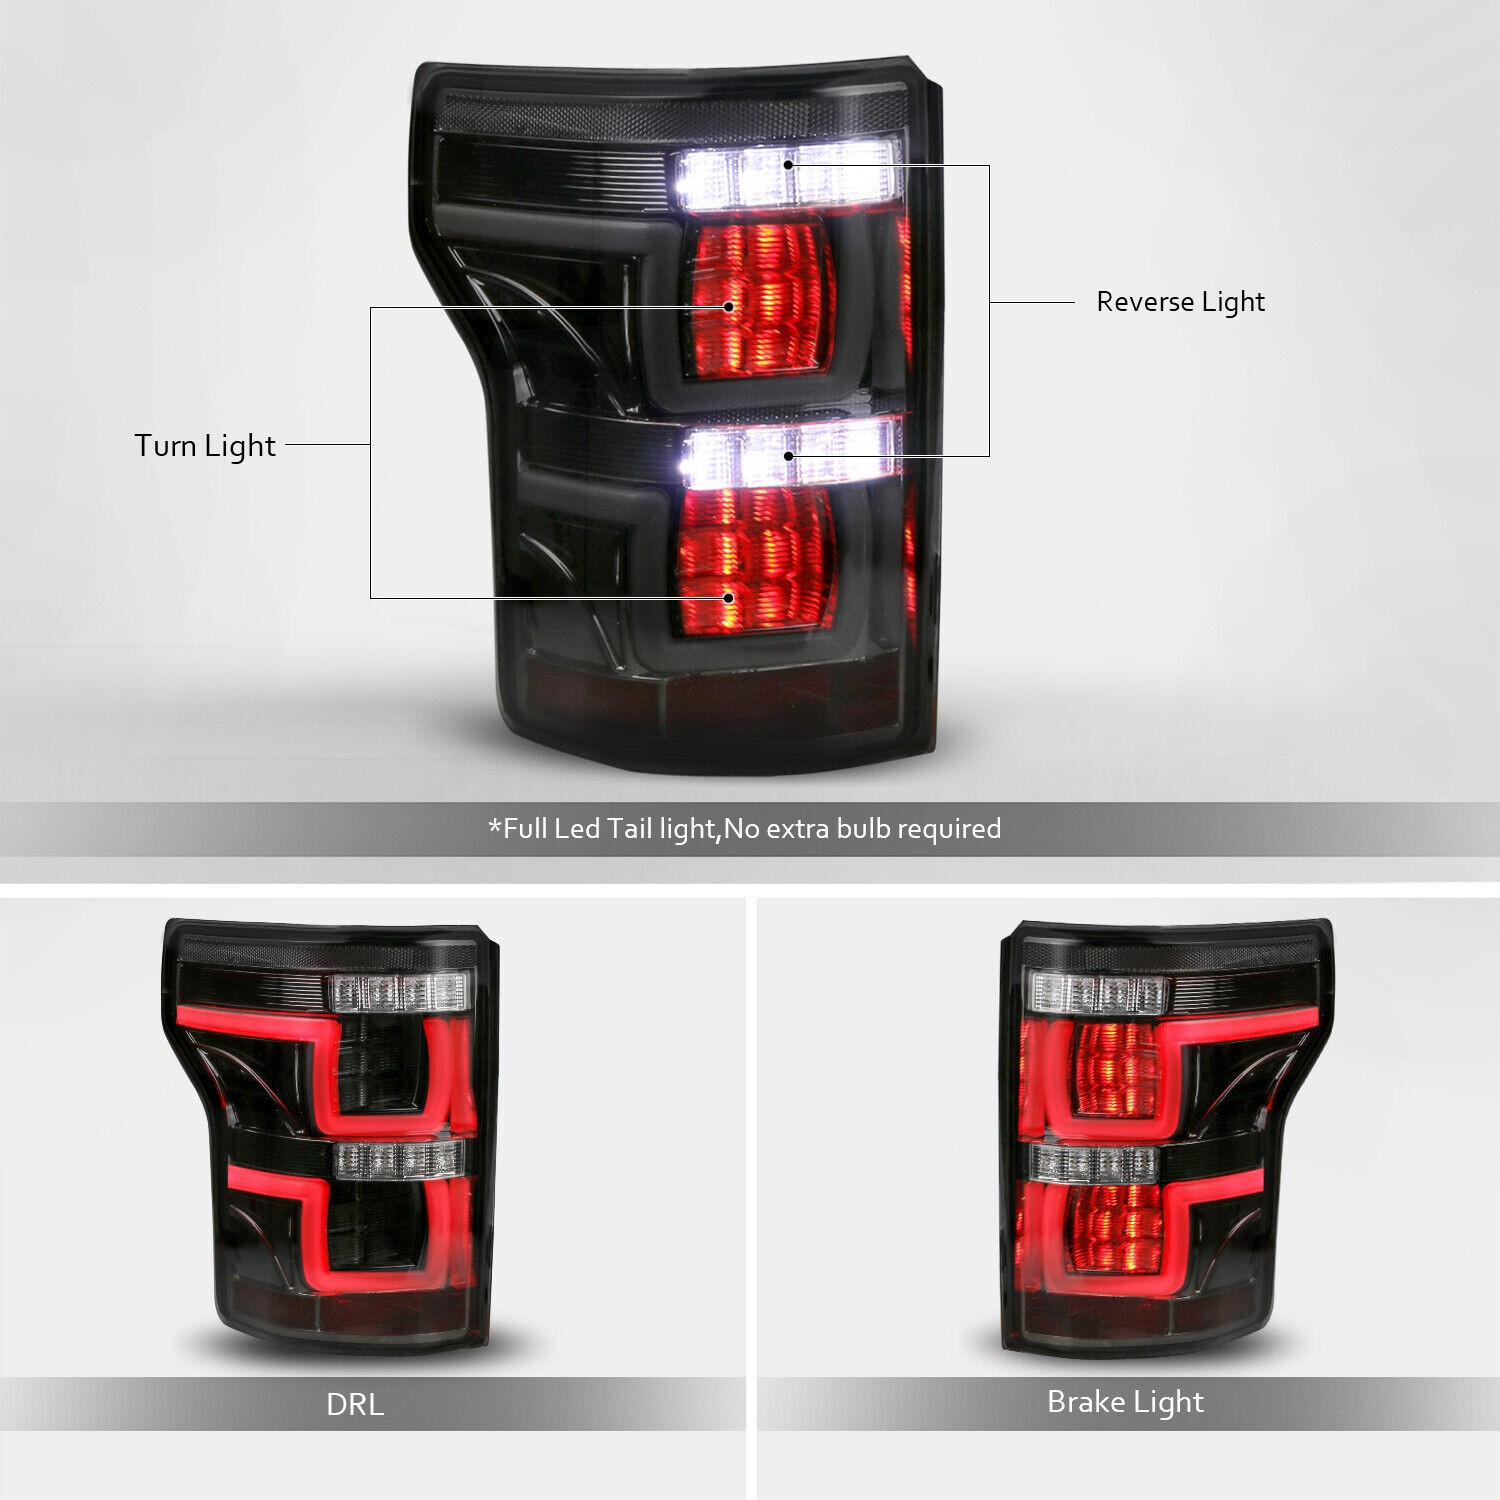 Reverse Light
Turn Light
*Full Led Tail light,No extra bulb required
DRL
Brake Light